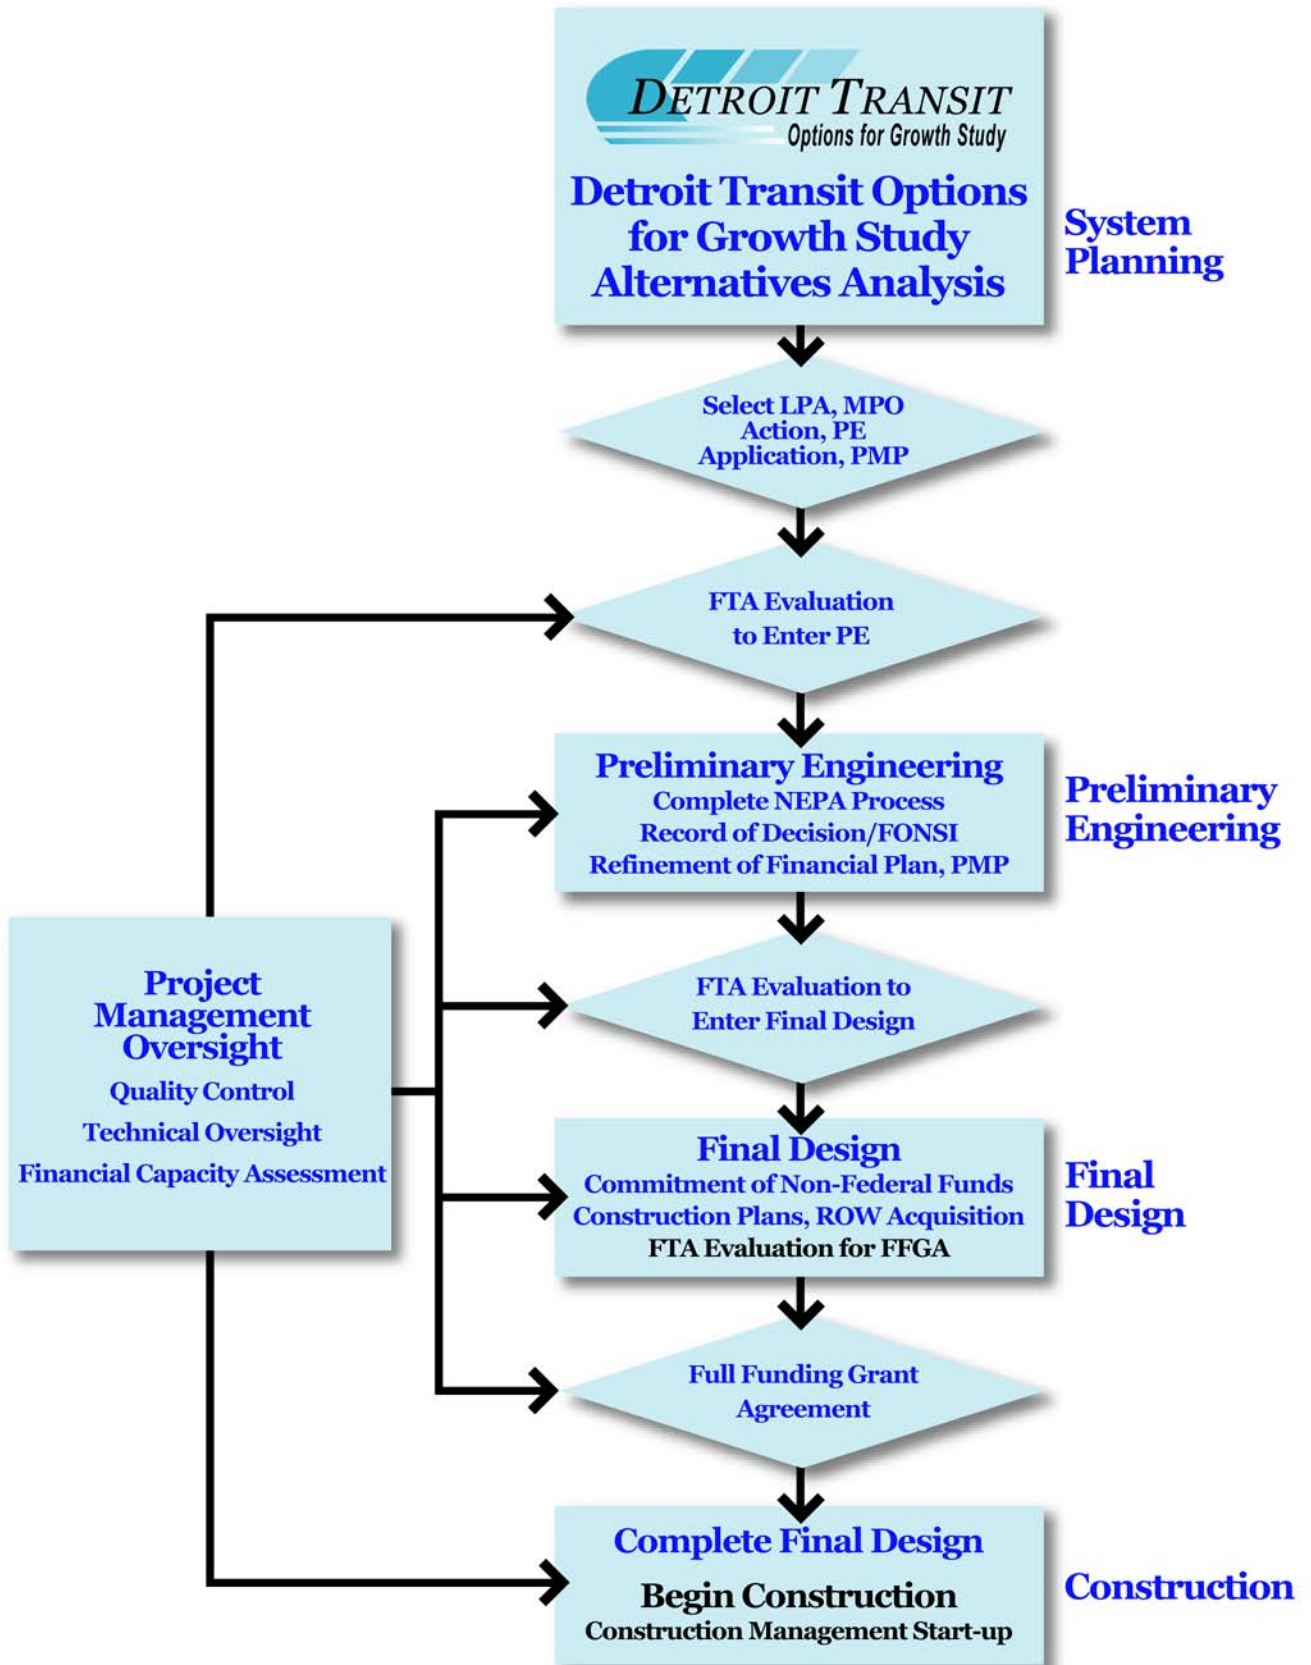 DETROIT TRANSIT
Options for Growth Study
Detroit Transit Options
for Growth Study
Alternatives Analysis
System
Planning
Select LPA, MPO
Action, PE
Application, PMP
FTA Evaluation
to Enter PE
Preliminary Engineering
Complete NEPA Process
Record of Decision/FONSI
Refinement of Financial Plan, PMP
Preliminary
Engineering
Project
Management
Oversight
Quality Control
Technical Oversight
Financial Capacity Assessment
FTA Evaluation to
Enter Final Design
Final Design
Commitment of Non-Federal Funds
Construction Plans, ROW Acquisition
FTA Evaluation for FFGA
Final
Design
Full Funding Grant
Agreement
Complete Final Design
Begin Construction
Construction Management Start-up
Construction